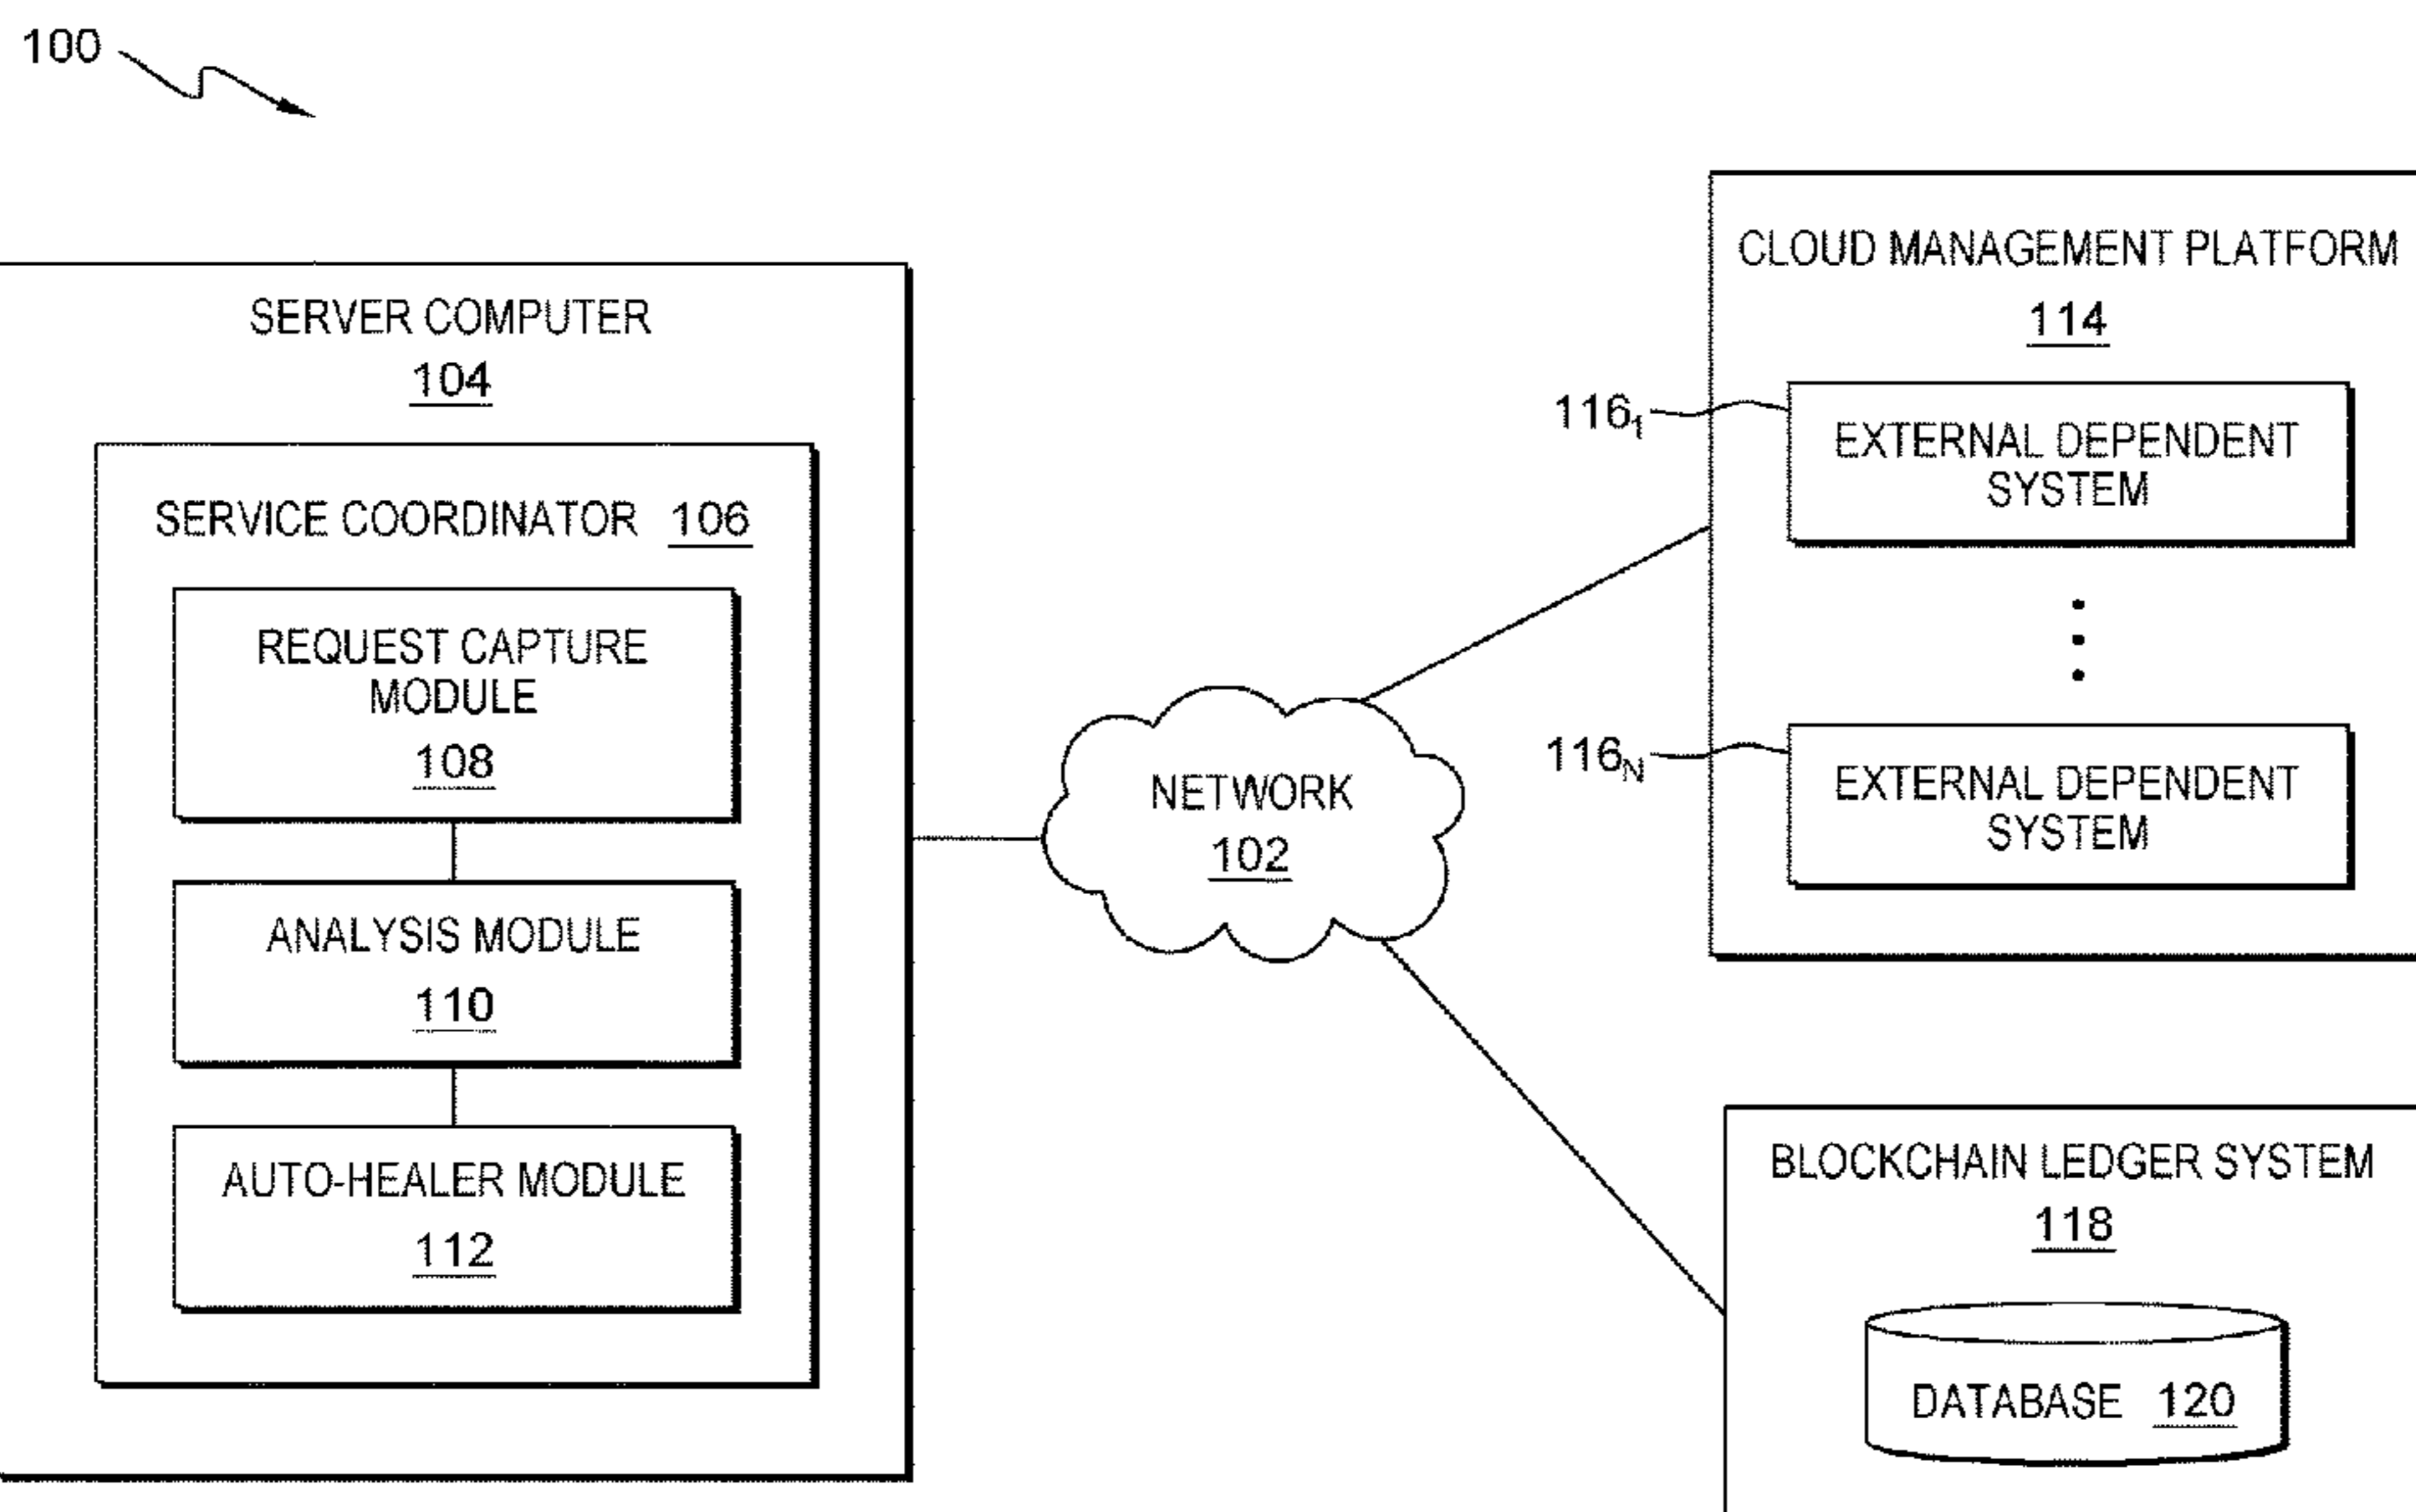 100
SERVER COMPUTER
104
SERVICE COORDINATOR 106
REQUEST CAPTURE
MODULE
108
ANALYSIS MODULE
110
AUTO-HEALER MODULE
112
NETWORK
102
CLOUD MANAGEMENT PLATFORM
114
116₁
EXTERNAL DEPENDENT
SYSTEM
116_N
EXTERNAL DEPENDENT
SYSTEM
BLOCKCHAIN LEDGER SYSTEM
118
DATABASE 120